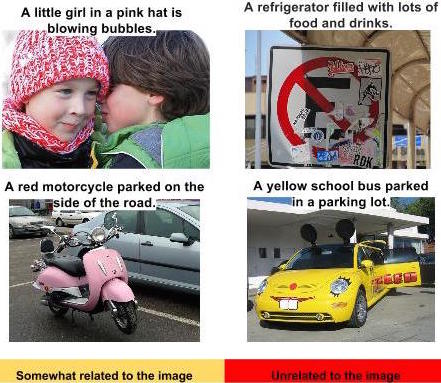 A little girl in a pink hat is
blowing bubbles.
A refrigerator filled with lots of
food and drinks.
RDK
A red motorcycle parked on the
side of the road.
A yellow school bus parked
in a parking lot.
Somewhat related to the image
Unrelated to the image